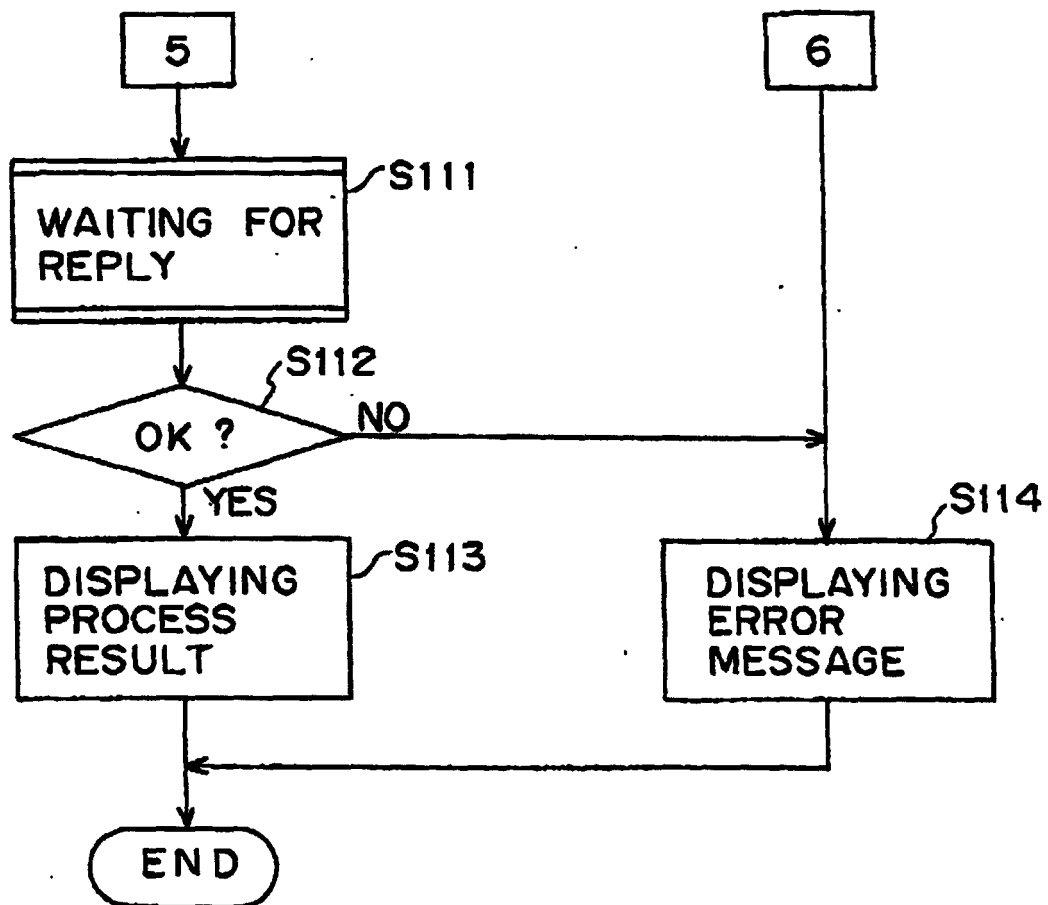 5
6
S111
WAITING FOR
REPLY
S112
OK ?
NO
YES
S113
DISPLAYING
PROCESS
RESULT
S114
DISPLAYING
ERROR
MESSAGE
END